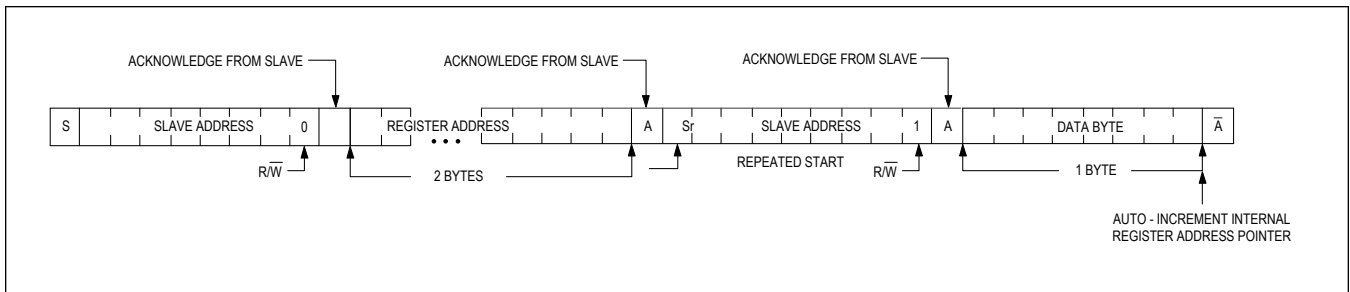 ACKNOWLEDGE FROM SLAVE ACKNOWLEDGE FROM SLAVE ACKNOWLEDGE FROM SLAVE
S SLAVE ADDRESS 0 REGISTER ADDRESS A Sr SLAVE ADDRESS 1 A DATA BYTE A̅
• • •
R/W̅ 2 BYTES REPEATED START R/W̅ 1 BYTE
AUTO - INCREMENT INTERNAL
REGISTER ADDRESS POINTER